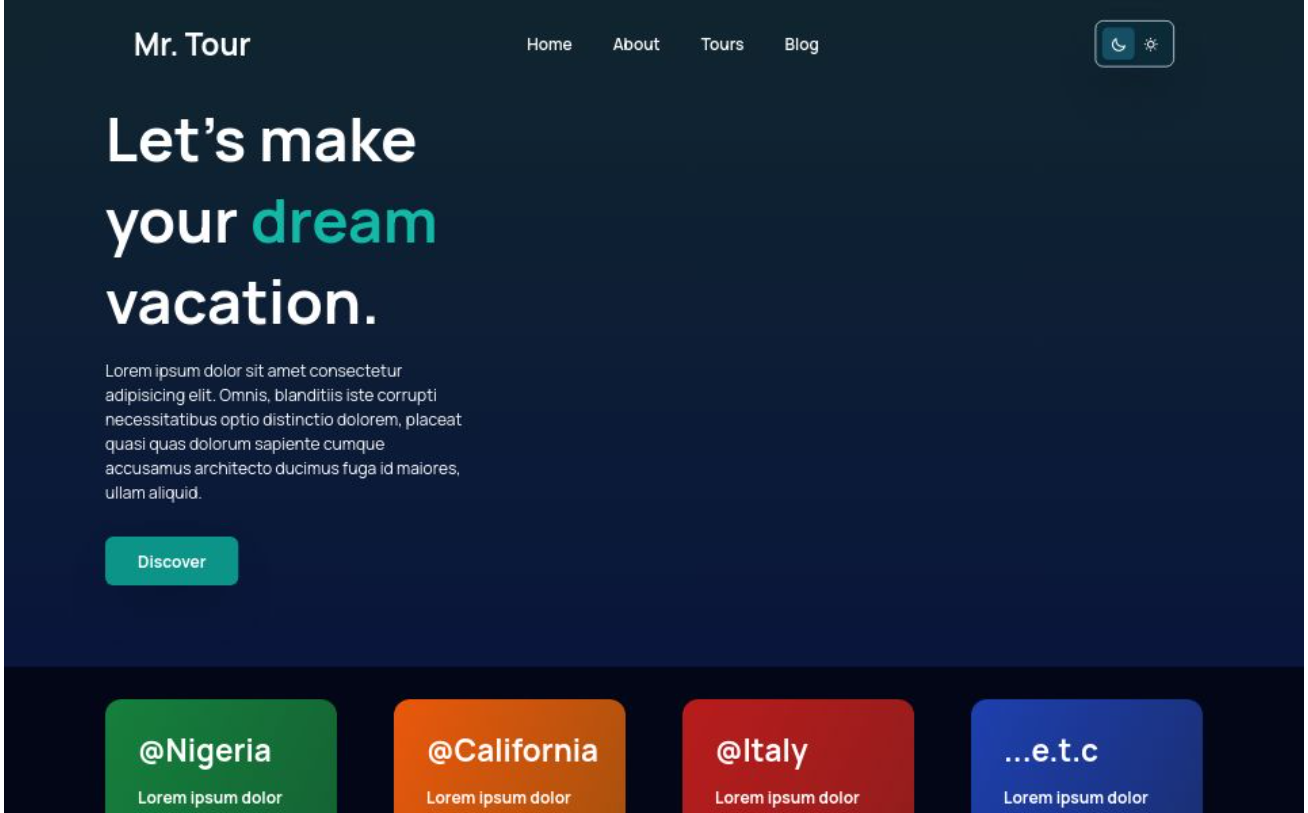 Mr. Tour
Home About Tours Blog
Let's make
your dream
vacation.
Lorem ipsum dolor sit amet consectetur
adipisicing elit. Omnis, blanditiis iste corrupti
necessitatibus optio distinctio dolorem, placeat
quasi quas dolorum sapiente cumque
accusamus architecto ducimus fuga id maiores,
ullam aliquid.
Discover
@Nigeria
Lorem ipsum dolor
@California
Lorem ipsum dolor
@Italy
Lorem ipsum dolor
...e.t.c
Lorem ipsum dolor